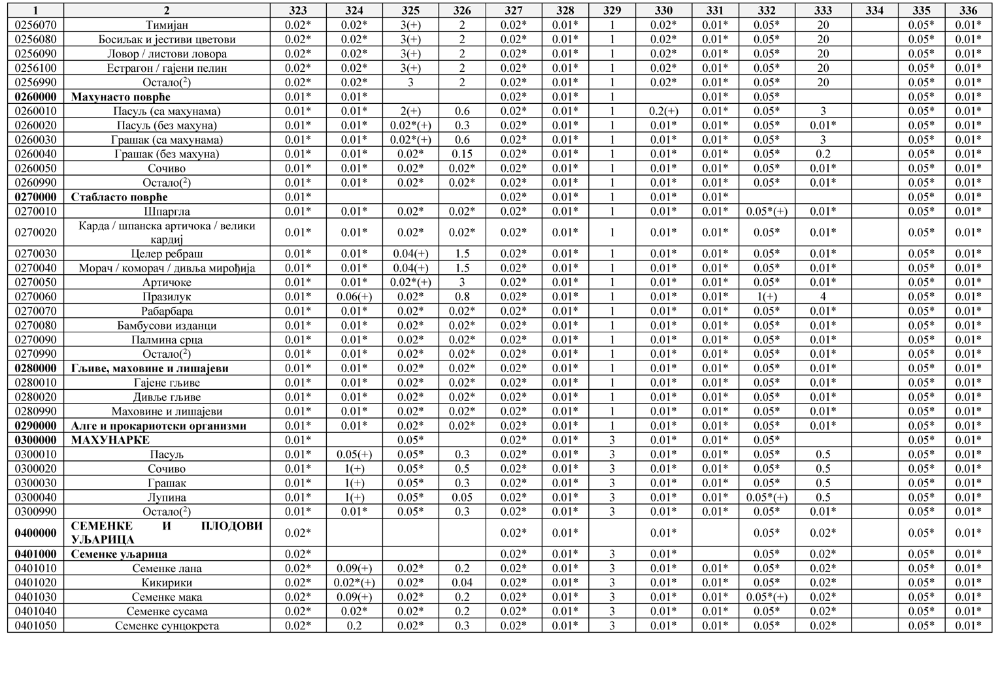 1 2 323 324 325 326 327 328 329 330 331 332 333 334 335 336
0256070 Тимијан 0.02* 0.02* 3(+) 2 0.02* 0.01* 1 0.02* 0.01* 0.05* 20 0.05* 0.01*
0256080 Босиљак и јестиви цветови 0.02* 0.02* 3(+) 2 0.02* 0.01* 1 0.02* 0.01* 0.05* 20 0.05* 0.01*
0256090 Ловор / листови ловора 0.02* 0.02* 3(+) 2 0.02* 0.01* 1 0.02* 0.01* 0.05* 20 0.05* 0.01*
0256100 Естрагон / гајени пелин 0.02* 0.02* 3(+) 2 0.02* 0.01* 1 0.02* 0.01* 0.05* 20 0.05* 0.01*
0256990 Остало(²) 0.02* 0.02* 3 2 0.02* 0.01* 1 0.02* 0.01* 0.05* 20 0.05* 0.01*
0260000 Махунасто поврће 0.01* 0.01* 0.02* 0.01* 1 0.01* 0.05* 0.05* 0.01*
0260010 Пасуљ (са махунама) 0.01* 0.01* 2(+) 0.6 0.02* 0.01* 1 0.2(+) 0.01* 0.05* 3 0.05* 0.01*
0260020 Пасуљ (без махуна) 0.01* 0.01* 0.02*(+) 0.3 0.02* 0.01* 1 0.01* 0.01* 0.05* 0.01* 0.05* 0.01*
0260030 Грашак (са махунама) 0.01* 0.01* 0.02*(+) 0.6 0.02* 0.01* 1 0.01* 0.01* 0.05* 3 0.05* 0.01*
0260040 Грашак (без махуна) 0.01* 0.01* 0.02* 0.15 0.02* 0.01* 1 0.01* 0.01* 0.05* 0.2 0.05* 0.01*
0260050 Сочиво 0.01* 0.01* 0.02* 0.02* 0.02* 0.01* 1 0.01* 0.01* 0.05* 0.01* 0.05* 0.01*
0260990 Остало(²) 0.01* 0.01* 0.02* 0.02* 0.02* 0.01* 1 0.01* 0.01* 0.05* 0.01* 0.05* 0.01*
0270000 Стабласто поврће 0.01* 0.02* 0.01* 1 0.01* 0.01* 0.05* 0.01*
0270010 Шпаргла 0.01* 0.01* 0.02* 0.02* 0.02* 0.01* 1 0.01* 0.01* 0.05*(+) 0.01* 0.05* 0.01*
0270020 Карда / шпанска артичока / велики
кардиј 0.01* 0.01* 0.02* 0.02* 0.02* 0.01* 1 0.01* 0.01* 0.05* 0.01* 0.05* 0.01*
0270030 Целер ребраш 0.01* 0.01* 0.04(+) 1.5 0.02* 0.01* 1 0.01* 0.01* 0.05* 0.01* 0.05* 0.01*
0270040 Морач / коморач / дивља мирођија 0.01* 0.01* 0.04(+) 1.5 0.02* 0.01* 1 0.01* 0.01* 0.05* 0.01* 0.05* 0.01*
0270050 Артичоке 0.01* 0.01* 0.02*(+) 3 0.02* 0.01* 1 0.01* 0.01* 0.05* 0.01* 0.05* 0.01*
0270060 Празилук 0.01* 0.06(+) 0.02* 0.8 0.02* 0.01* 1 0.01* 0.01* 1(+) 4 0.05* 0.01*
0270070 Рабарбара 0.01* 0.01* 0.02* 0.02* 0.02* 0.01* 1 0.01* 0.01* 0.05* 0.01* 0.05* 0.01*
0270080 Бамбусови изданци 0.01* 0.01* 0.02* 0.02* 0.02* 0.01* 1 0.01* 0.01* 0.05* 0.01* 0.05* 0.01*
0270090 Палмина срца 0.01* 0.01* 0.02* 0.02* 0.02* 0.01* 1 0.01* 0.01* 0.05* 0.01* 0.05* 0.01*
0270990 Остало(²) 0.01* 0.01* 0.02* 0.02* 0.02* 0.01* 1 0.01* 0.01* 0.05* 0.01* 0.05* 0.01*
0280000 Гљиве, маховине и лишајеви 0.01* 0.01* 0.02* 0.02* 0.02* 0.01* 1 0.01* 0.01* 0.05* 0.01* 0.05* 0.01*
0280010 Гајене гљиве 0.01* 0.01* 0.02* 0.02* 0.02* 0.01* 1 0.01* 0.01* 0.05* 0.01* 0.05* 0.01*
0280020 Дивље гљиве 0.01* 0.01* 0.02* 0.02* 0.02* 0.01* 1 0.01* 0.01* 0.05* 0.01* 0.05* 0.01*
0280990 Маховине и лишајеви 0.01* 0.01* 0.02* 0.02* 0.02* 0.01* 1 0.01* 0.01* 0.05* 0.01* 0.05* 0.01*
0290000 Алге и прокариотски организми 0.01* 0.01* 0.02* 0.02* 0.02* 0.01* 1 0.01* 0.01* 0.05* 0.01* 0.05* 0.01*
0300000 МАХУНАРКЕ 0.01* 0.05* 0.02* 0.01* 3 0.01* 0.01* 0.05* 0.05* 0.01*
0300010 Пасуљ 0.01* 0.05(+) 0.05* 0.3 0.02* 0.01* 3 0.01* 0.01* 0.05* 0.5 0.05* 0.01*
0300020 Сочиво 0.01* 1(+) 0.05* 0.5 0.02* 0.01* 3 0.01* 0.01* 0.05* 0.5 0.05* 0.01*
0300030 Грашак 0.01* 1(+) 0.05* 0.3 0.02* 0.01* 3 0.01* 0.01* 0.05* 0.5 0.05* 0.01*
0300040 Лупина 0.01* 1(+) 0.05* 0.05 0.02* 0.01* 3 0.01* 0.01* 0.05*(+) 0.5 0.05* 0.01*
0300990 Остало(²) 0.01* 0.01* 0.05* 0.3 0.02* 0.01* 3 0.01* 0.01* 0.05* 0.01* 0.05* 0.01*
0400000 СЕМЕНКЕ И ПЛОДОВИ
УЉАРИЦА 0.02* 0.02* 0.01* 0.01* 0.05* 0.02* 0.05* 0.01*
0401000 Семенке уљарица 0.02* 0.02* 0.01* 3 0.01* 0.05* 0.02* 0.05* 0.01*
0401010 Семенке лана 0.02* 0.09(+) 0.02* 0.2 0.02* 0.01* 3 0.01* 0.01* 0.05* 0.02* 0.05* 0.01*
0401020 Кикирики 0.02* 0.02*(+) 0.02* 0.04 0.02* 0.01* 3 0.01* 0.01* 0.05* 0.02* 0.05* 0.01*
0401030 Семенке мака 0.02* 0.09(+) 0.02* 0.2 0.02* 0.01* 3 0.01* 0.01* 0.05*(+) 0.02* 0.05* 0.01*
0401040 Семенке сусама 0.02* 0.02* 0.02* 0.2 0.02* 0.01* 3 0.01* 0.01* 0.05* 0.02* 0.05* 0.01*
0401050 Семенке сунцокрета 0.02* 0.2 0.02* 0.3 0.02* 0.01* 3 0.01* 0.01* 0.05* 0.02* 0.05* 0.01*